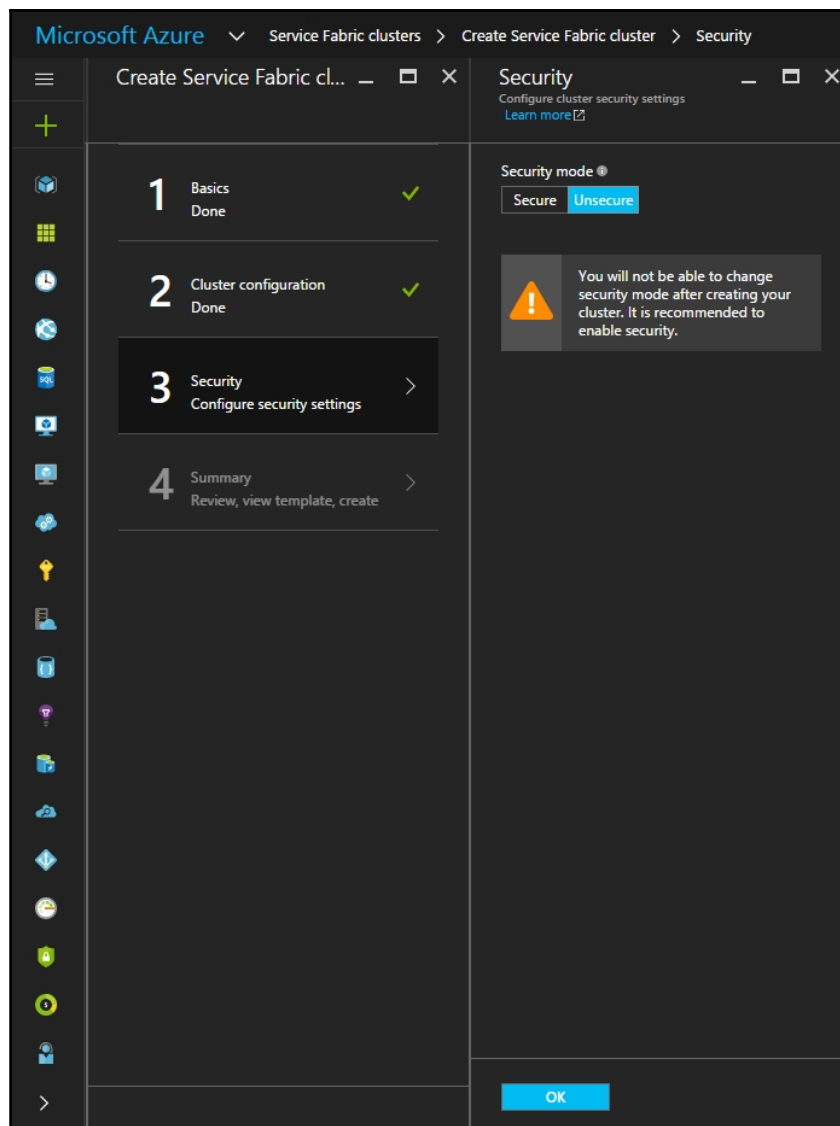 Microsoft Azure Service Fabric clusters > Create Service Fabric cluster > Security
Create Service Fabric cl...
Security
Configure cluster security settings
Learn more
1
Basics
Done
2
Cluster configuration
Done
3
Security
Configure security settings
4
Summary
Review, view template, create
Security mode
Secure Unsecure
You will not be able to change
security mode after creating your
cluster. It is recommended to
enable security.
SQL
OK